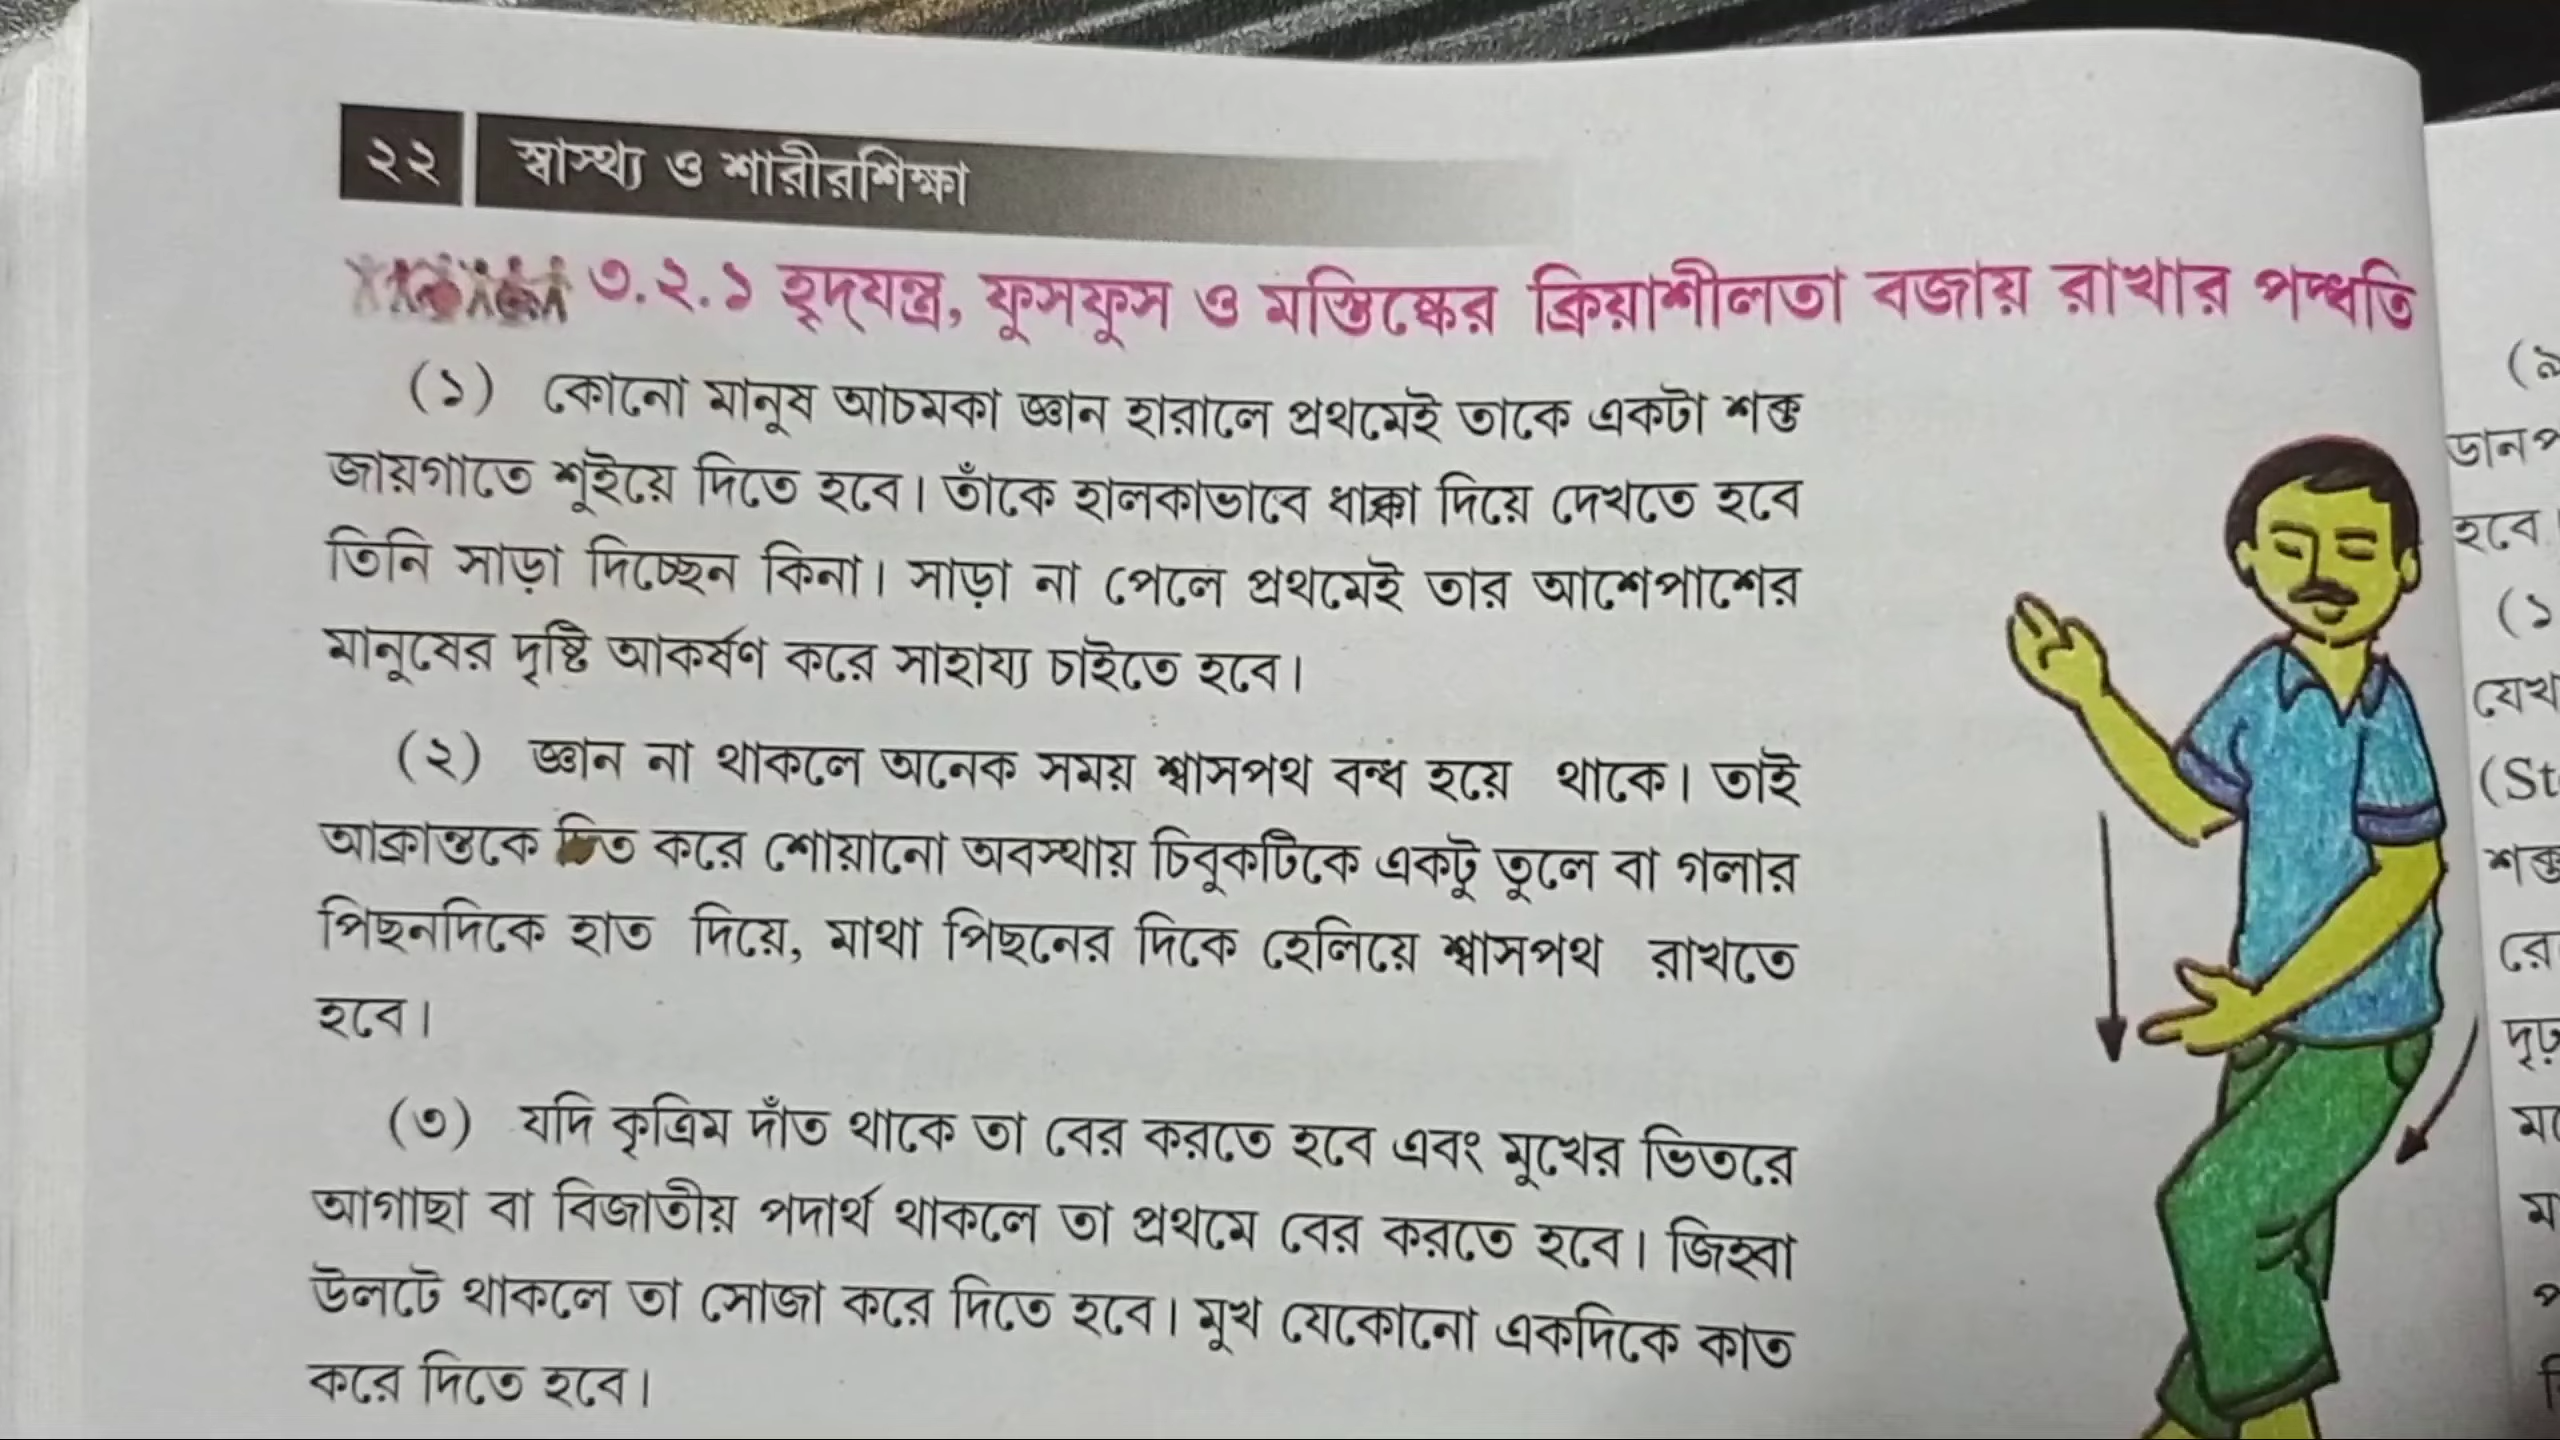 ২২ স্বাস্থ্য ও শারীরশিক্ষা
৩.২.১ হৃদ্‌যন্ত্র, ফুসফুস ও মস্তিষ্কের ক্রিয়াশীলতা বজায় রাখার পদ্ধতি
(১) কোনো মানুষ আচমকা জ্ঞান হারালে প্রথমেই তাকে একটা শক্ত
জায়গাতে শুইয়ে দিতে হবে। তাঁকে হালকাভাবে ধাক্কা দিয়ে দেখতে হবে
তিনি সাড়া দিচ্ছেন কিনা। সাড়া না পেলে প্রথমেই তার আশেপাশের
মানুষের দৃষ্টি আকর্ষণ করে সাহায্য চাইতে হবে।
(২) জ্ঞান না থাকলে অনেক সময় শ্বাসপথ বন্ধ হয়ে থাকে। তাই
আক্রান্তকে চিত করে শোয়ানো অবস্থায় চিবুকটিকে একটু তুলে বা গলার
পিছনদিকে হাত দিয়ে, মাথা পিছনের দিকে হেলিয়ে শ্বাসপথ রাখতে
হবে।
(৩) যদি কৃত্রিম দাঁত থাকে তা বের করতে হবে এবং মুখের ভিতরে
আগাছা বা বিজাতীয় পদার্থ থাকলে তা প্রথমে বের করতে হবে। জিহ্বা
উলটে থাকলে তা সোজা করে দিতে হবে। মুখ যেকোনো একদিকে কাত
করে দিতে হবে।
হবে।